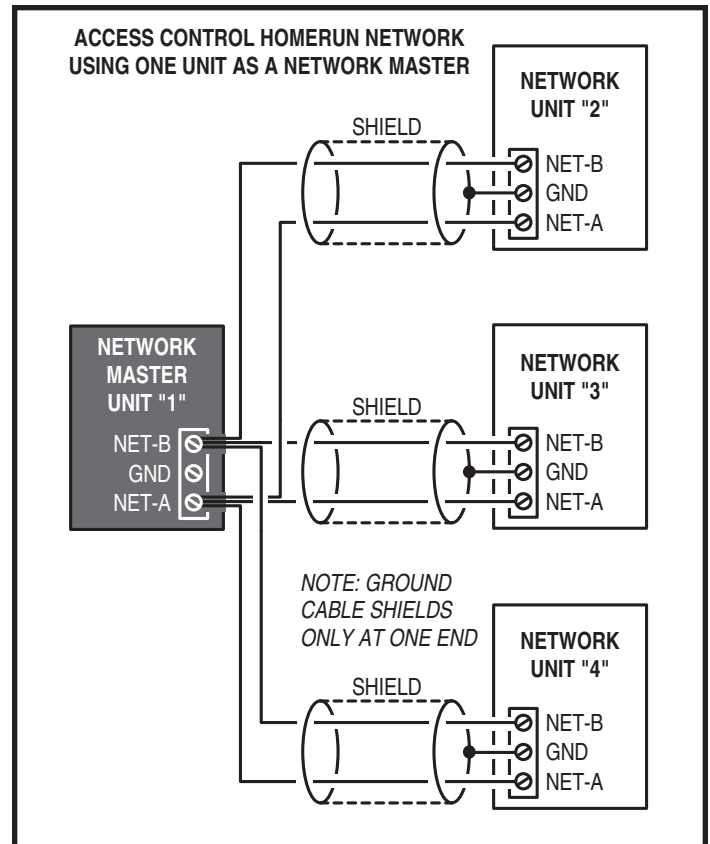 ACCESS CONTROL HOMERUN NETWORK
USING ONE UNIT AS A NETWORK MASTER
NETWORK
UNIT "2"
SHIELD
NET-B
GND
NET-A
NETWORK
MASTER
UNIT "1"
NET-B
GND
NET-A
NETWORK
UNIT "3"
SHIELD
NET-B
GND
NET-A
NOTE: GROUND
CABLE SHIELDS
ONLY AT ONE END
NETWORK
UNIT "4"
SHIELD
NET-B
GND
NET-A